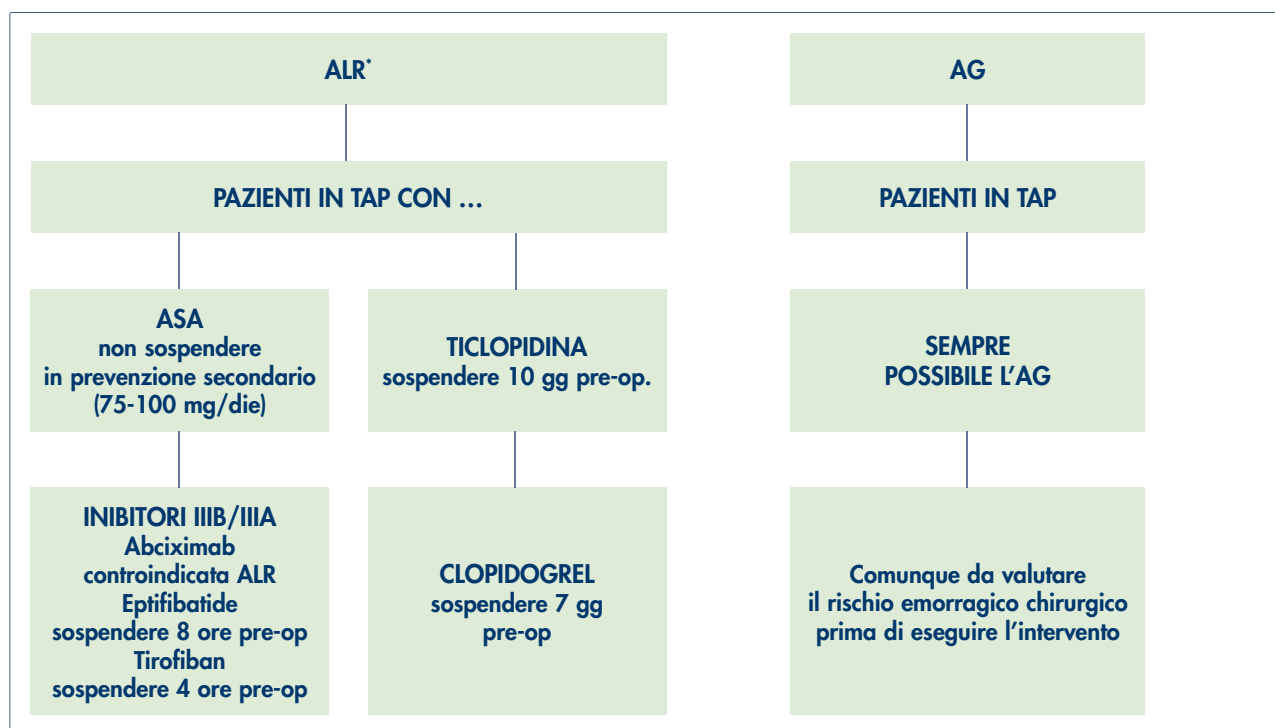 ALR*
AG
PAZIENTI IN TAP CON ...
PAZIENTI IN TAP
ASA
non sospendere
in prevenzione secondario
(75-100 mg/die)
TICLOPIDINA
sospendere 10 gg pre-op.
SEMPRE
POSSIBILE L'AG
INIBITORI IIIB/IIIA
Abciximab
controindicata ALR
Eptifibatide
sospendere 8 ore pre-op
Tirofiban
sospendere 4 ore pre-op
CLOPIDOGREL
sospendere 7 gg
pre-op
Comunque da valutare
il rischio emorragico chirurgico
prima di eseguire l'intervento